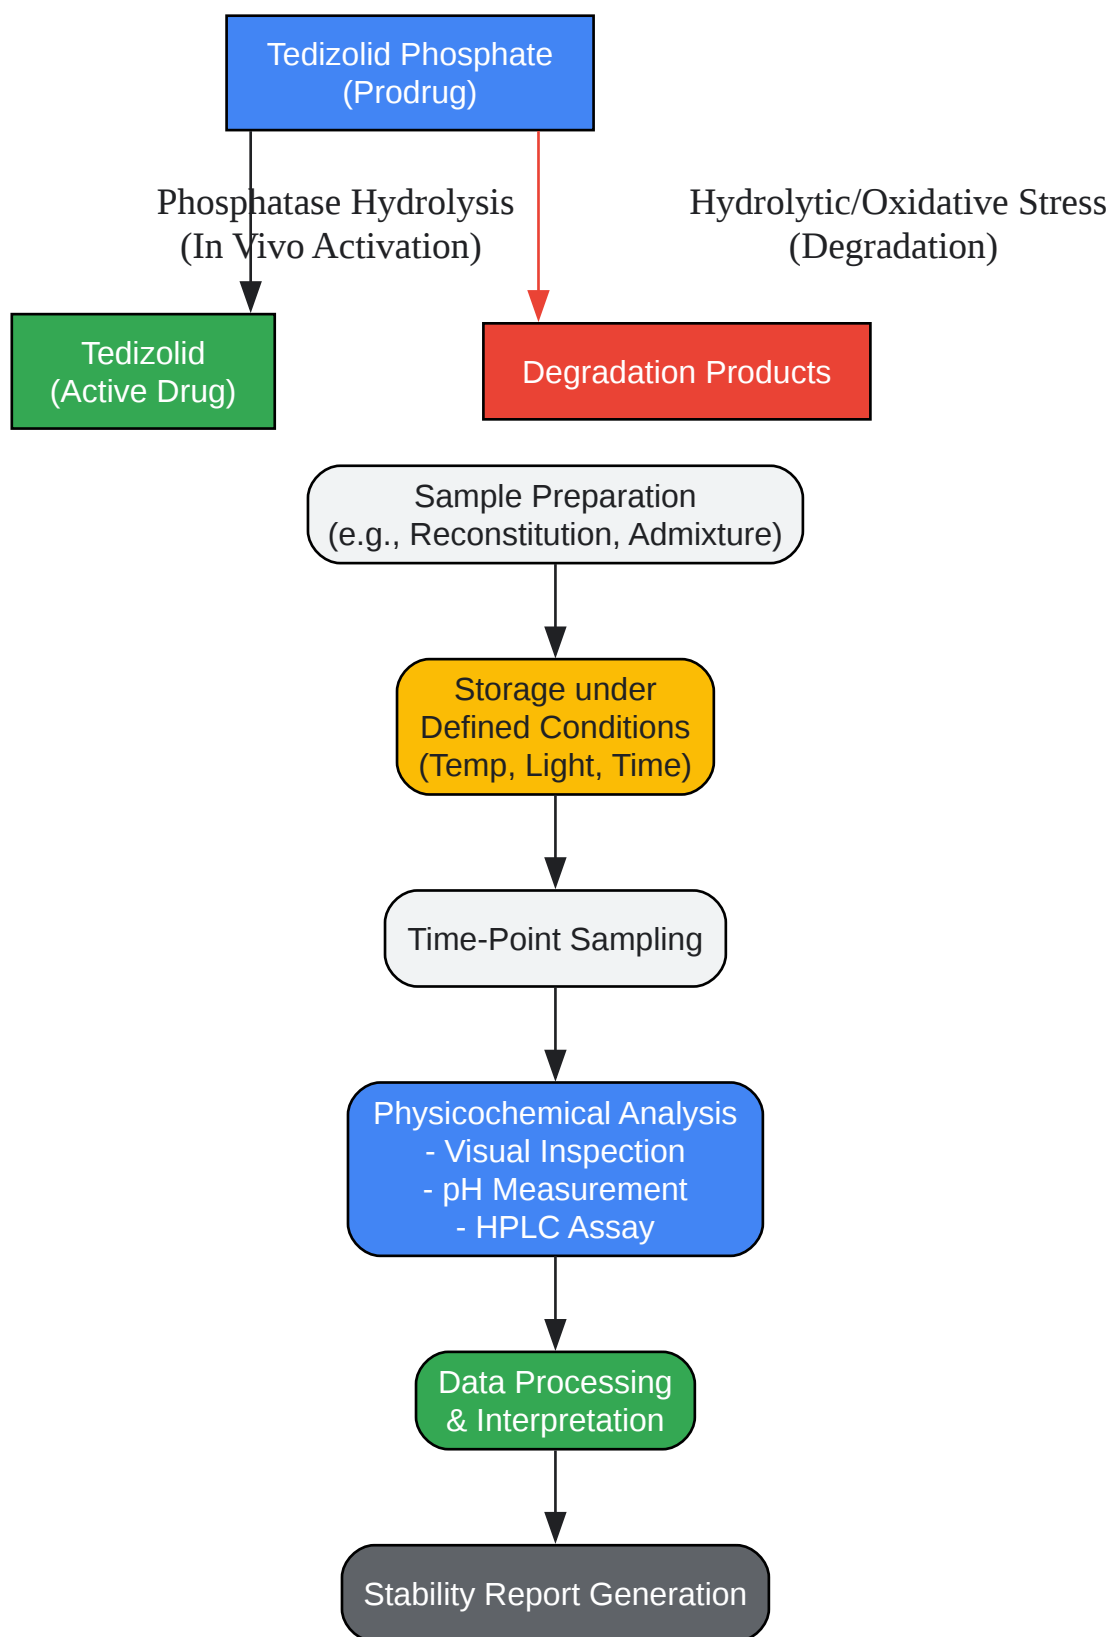 Tedizolid Phosphate
(Prodrug)
Phosphatase Hydrolysis
(In Vivo Activation)
Hydrolytic/Oxidative Stress
(Degradation)
Tedizolid
(Active Drug)
Degradation Products
Sample Preparation
(e.g., Reconstitution, Admixture)
Storage under
Defined Conditions
(Temp, Light, Time)
Time-Point Sampling
Physicochemical Analysis
- Visual Inspection
- pH Measurement
- HPLC Assay
Data Processing
& Interpretation
Stability Report Generation